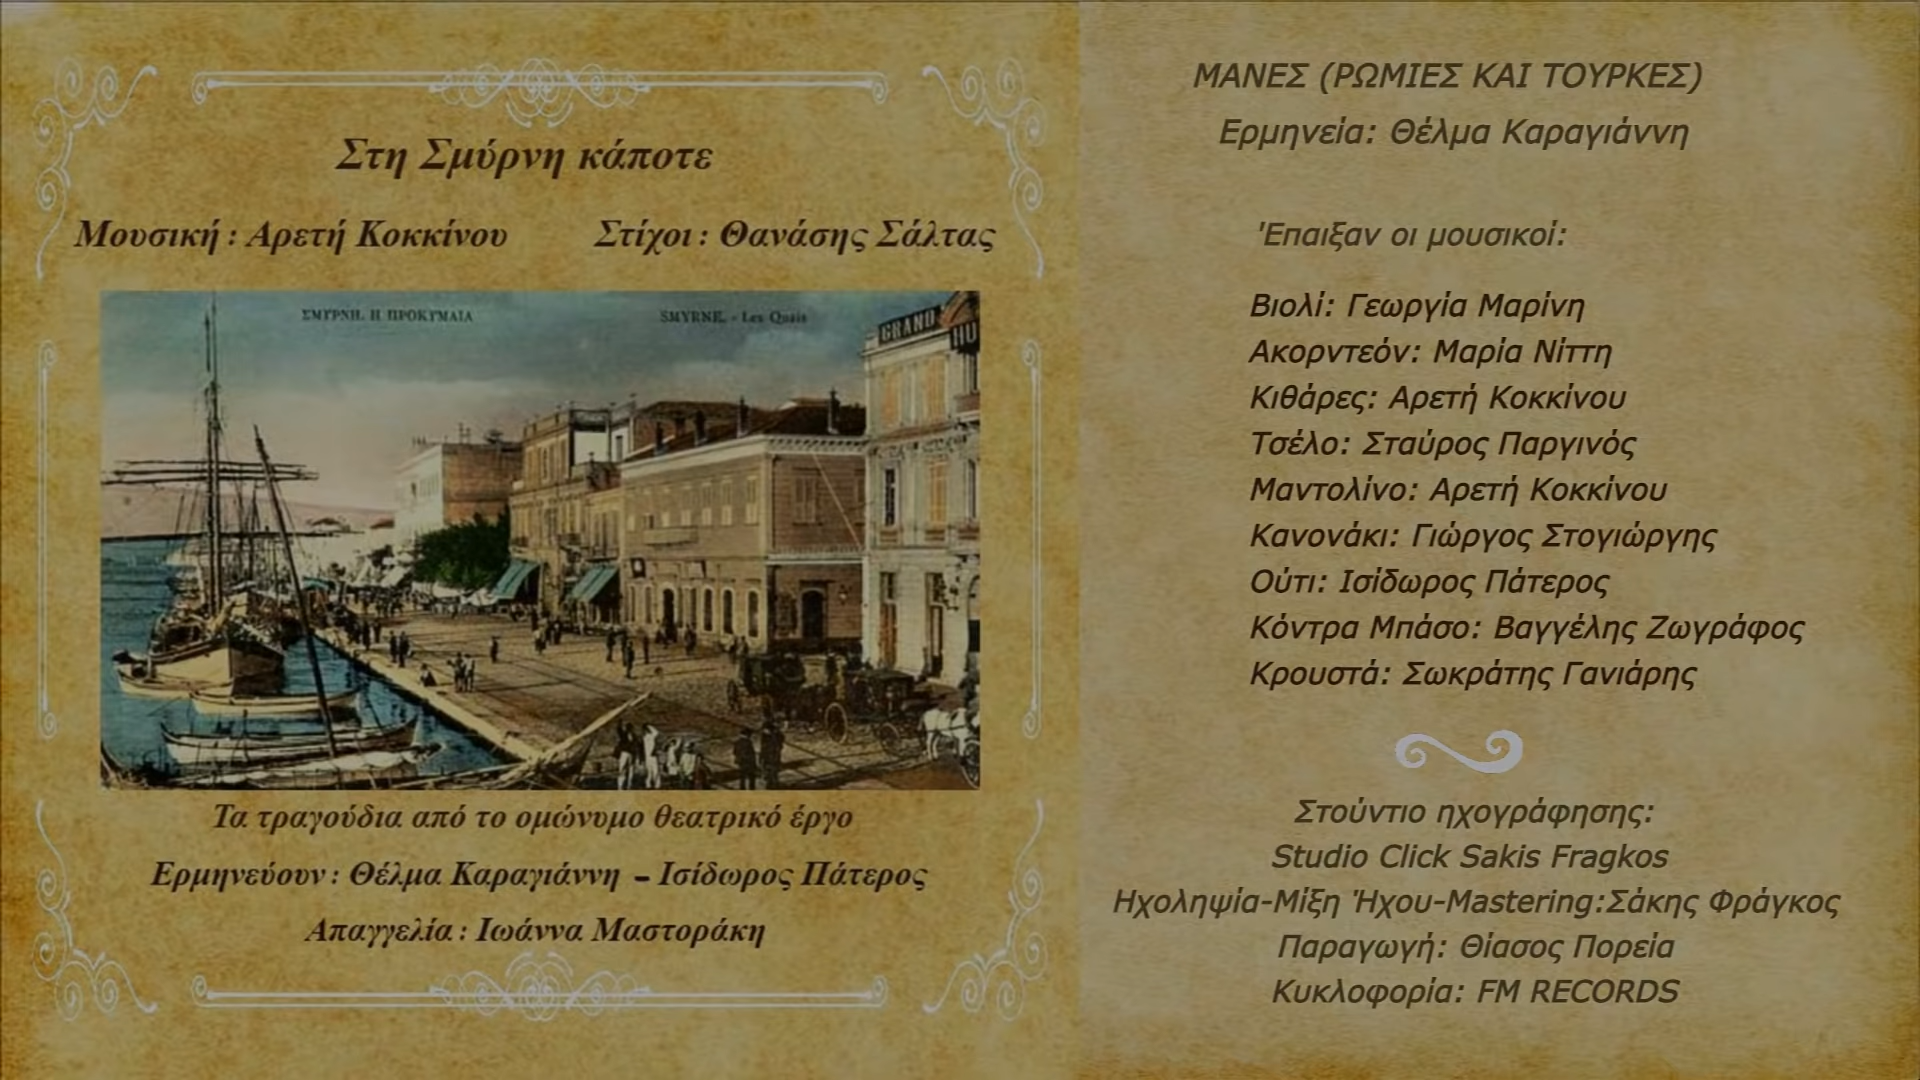 Στη Σμύρνη κάποτε
Μουσική : Αρετή Κοκκίνου Στίχοι : Θανάσης Σάλτας
ΣΜΥΡΝΗ. Η ΠΡΟΚΥΜΑΙΑ SMYRNE. - Les Quais
GRAND HU
Τα τραγούδια από το ομώνυμο θεατρικό έργο
Ερμηνεύουν : Θέλμα Καραγιάννη – Ισίδωρος Πάτερος
Απαγγελία : Ιωάννα Μαστοράκη
ΜΑΝΕΣ (ΡΩΜΙΕΣ ΚΑΙ ΤΟΥΡΚΕΣ)
Ερμηνεία: Θέλμα Καραγιάννη
'Επαιξαν οι μουσικοί:
Βιολί: Γεωργία Μαρίνη
Ακορντεόν: Μαρία Νίττη
Κιθάρες: Αρετή Κοκκίνου
Τσέλο: Σταύρος Παργινός
Μαντολίνο: Αρετή Κοκκίνου
Κανονάκι: Γιώργος Στογιώργης
Ούτι: Ισίδωρος Πάτερος
Κόντρα Μπάσο: Βαγγέλης Ζωγράφος
Κρουστά: Σωκράτης Γανιάρης
Στούντιο ηχογράφησης:
Studio Click Sakis Fragkos
Ηχοληψία-Μίξη Ήχου-Mastering:Σάκης Φράγκος
Παραγωγή: Θίασος Πορεία
Κυκλοφορία: FM RECORDS